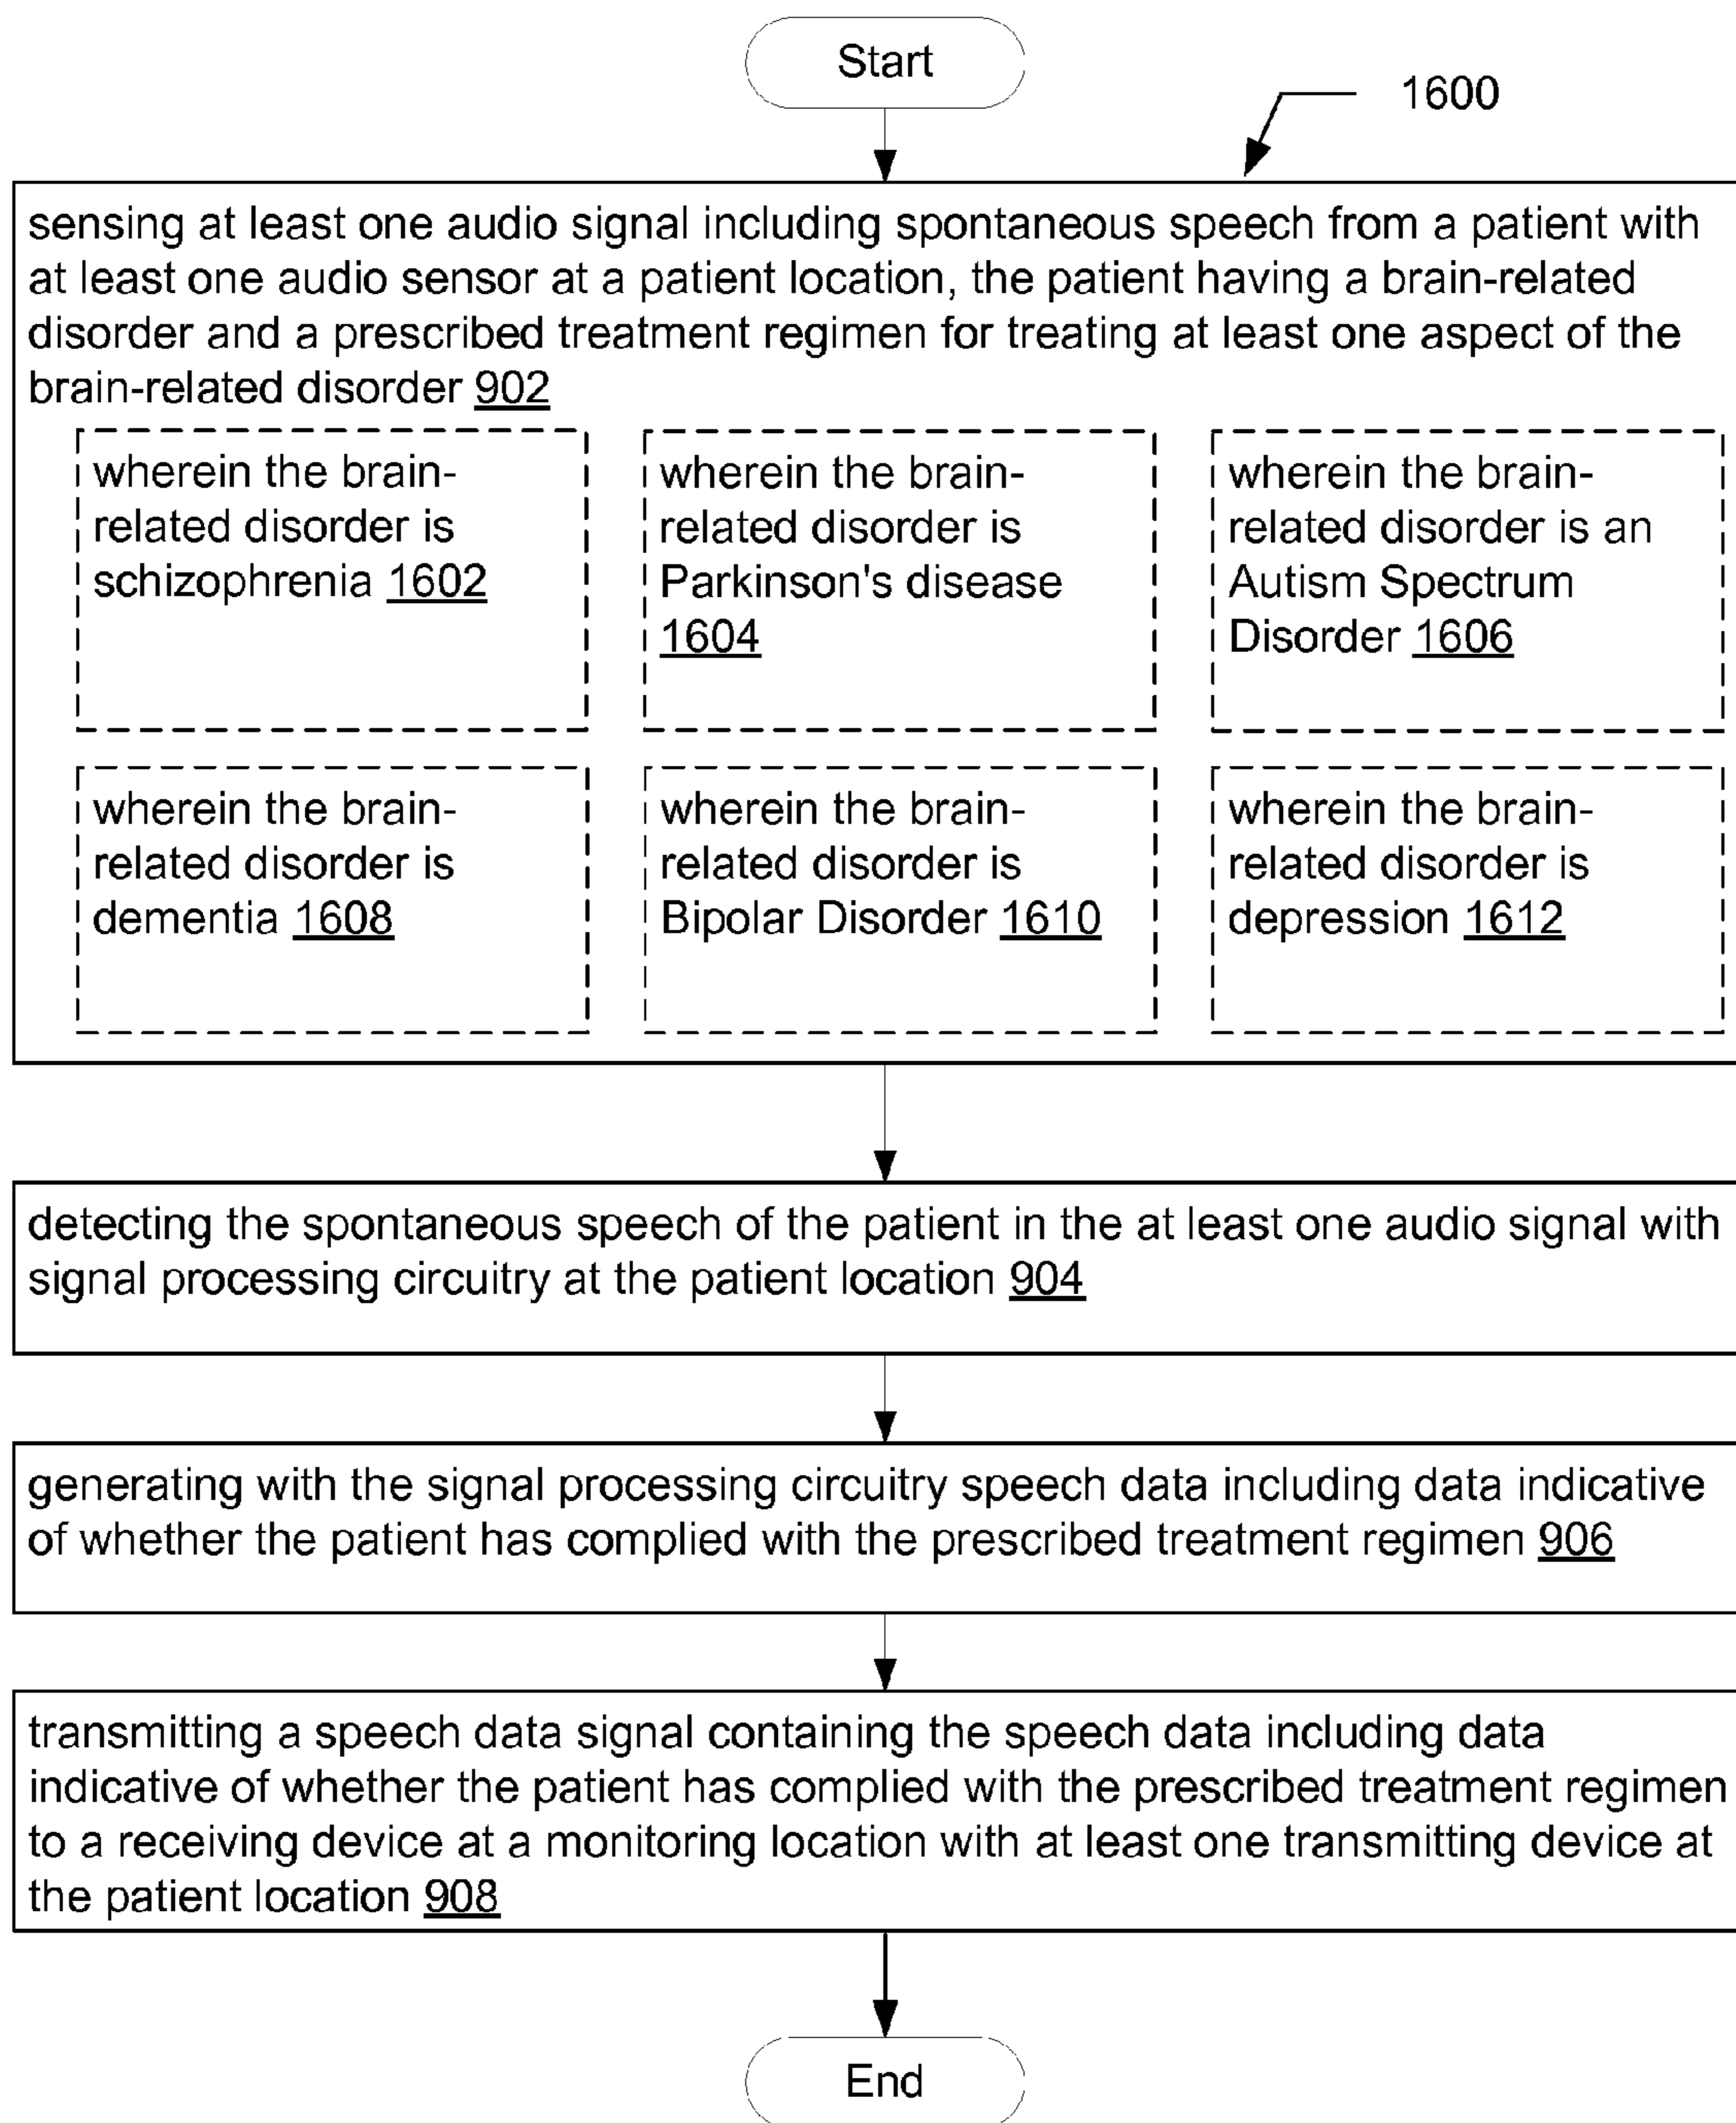 Start
1600
sensing at least one audio signal including spontaneous speech from a patient with
at least one audio sensor at a patient location, the patient having a brain-related
disorder and a prescribed treatment regimen for treating at least one aspect of the
brain-related disorder 902
wherein the brain-
related disorder is
schizophrenia 1602
wherein the brain-
related disorder is
Parkinson's disease
1604
wherein the brain-
related disorder is an
Autism Spectrum
Disorder 1606
wherein the brain-
related disorder is
dementia 1608
wherein the brain-
related disorder is
Bipolar Disorder 1610
wherein the brain-
related disorder is
depression 1612
detecting the spontaneous speech of the patient in the at least one audio signal with
signal processing circuitry at the patient location 904
generating with the signal processing circuitry speech data including data indicative
of whether the patient has complied with the prescribed treatment regimen 906
transmitting a speech data signal containing the speech data including data
indicative of whether the patient has complied with the prescribed treatment regimen
to a receiving device at a monitoring location with at least one transmitting device at
the patient location 908
End